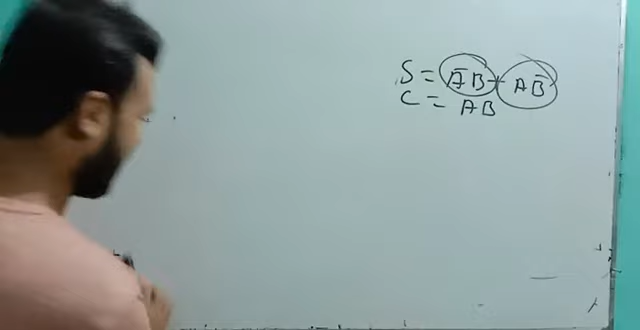 S = A̅B + AB̅
C = AB